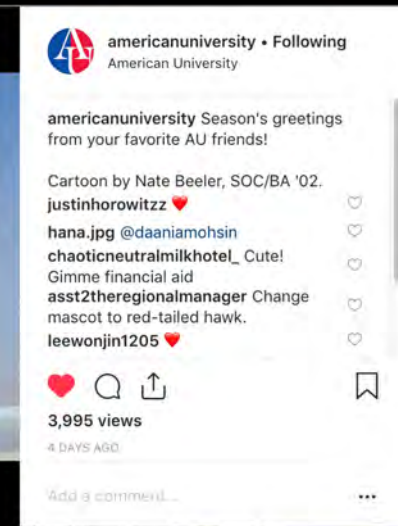 americanuniversity • Following
American University
americanuniversity Season's greetings
from your favorite AU friends!
Cartoon by Nate Beeler, SOC/BA '02.
justinhorowitzz ❤️
hana.jpg @daaniamohsin
chaoticneutralmilkhotel_ Cute!
Gimme financial aid
asst2theregionalmanager Change
mascot to red-tailed hawk.
leewonjin1205 ❤️
3,995 views
4 DAYS AGO
Add a comment...